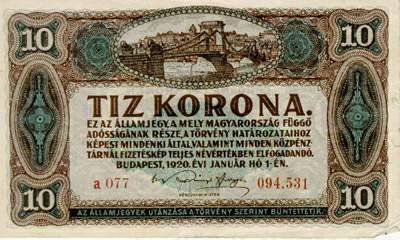 10 10
TIZ KORONA.
EZ AZ ÁLLAMJEGY, A MELY MAGYARORSZÁG FÜGGŐ
ADÓSSÁGÁNAK RÉSZE, A TÖRVÉNY HATÁROZATAIHOZ
KÉPEST MINDENKI ÁLTAL, VALAMINT MINDEN KÖZPÉNZ-
TÁRNÁL FIZETÉSKÉP TELJES NÉVÉRTÉKBEN ELFOGADANDÓ.
BUDAPEST, 1920. ÉVI JANUÁR HÓ 1-ÉN.
a 077 094.531
PÉNZÜGYMINISTER
10 10
AZ ÁLLAMJEGYEK UTÁNZÁSA A TÖRVÉNY SZERINT BÜNTETTETIK.